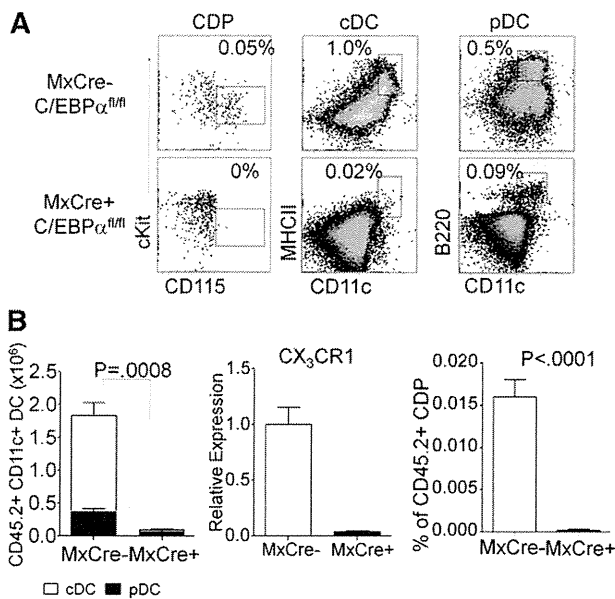 A
CDP cDC pDC
MxCre-
C/EBPα^fl/fl
0.05% 1.0% 0.5%
MxCre+
C/EBPα^fl/fl
0% 0.02% 0.09%
cKit MHCII B220
CD115 CD11c CD11c
B
CD45.2+ CD11c+ DC (x10⁶)
P=.0008
2.5
2.0
1.5
1.0
0.5
0.0
MxCre-MxCre+
cDC pDC
CX₃CR1
Relative Expression
1.5
1.0
0.5
0.0
MxCre- MxCre+
P<.0001
% of CD45.2+ CDP
0.020
0.015
0.010
0.005
0.000
MxCre-MxCre+